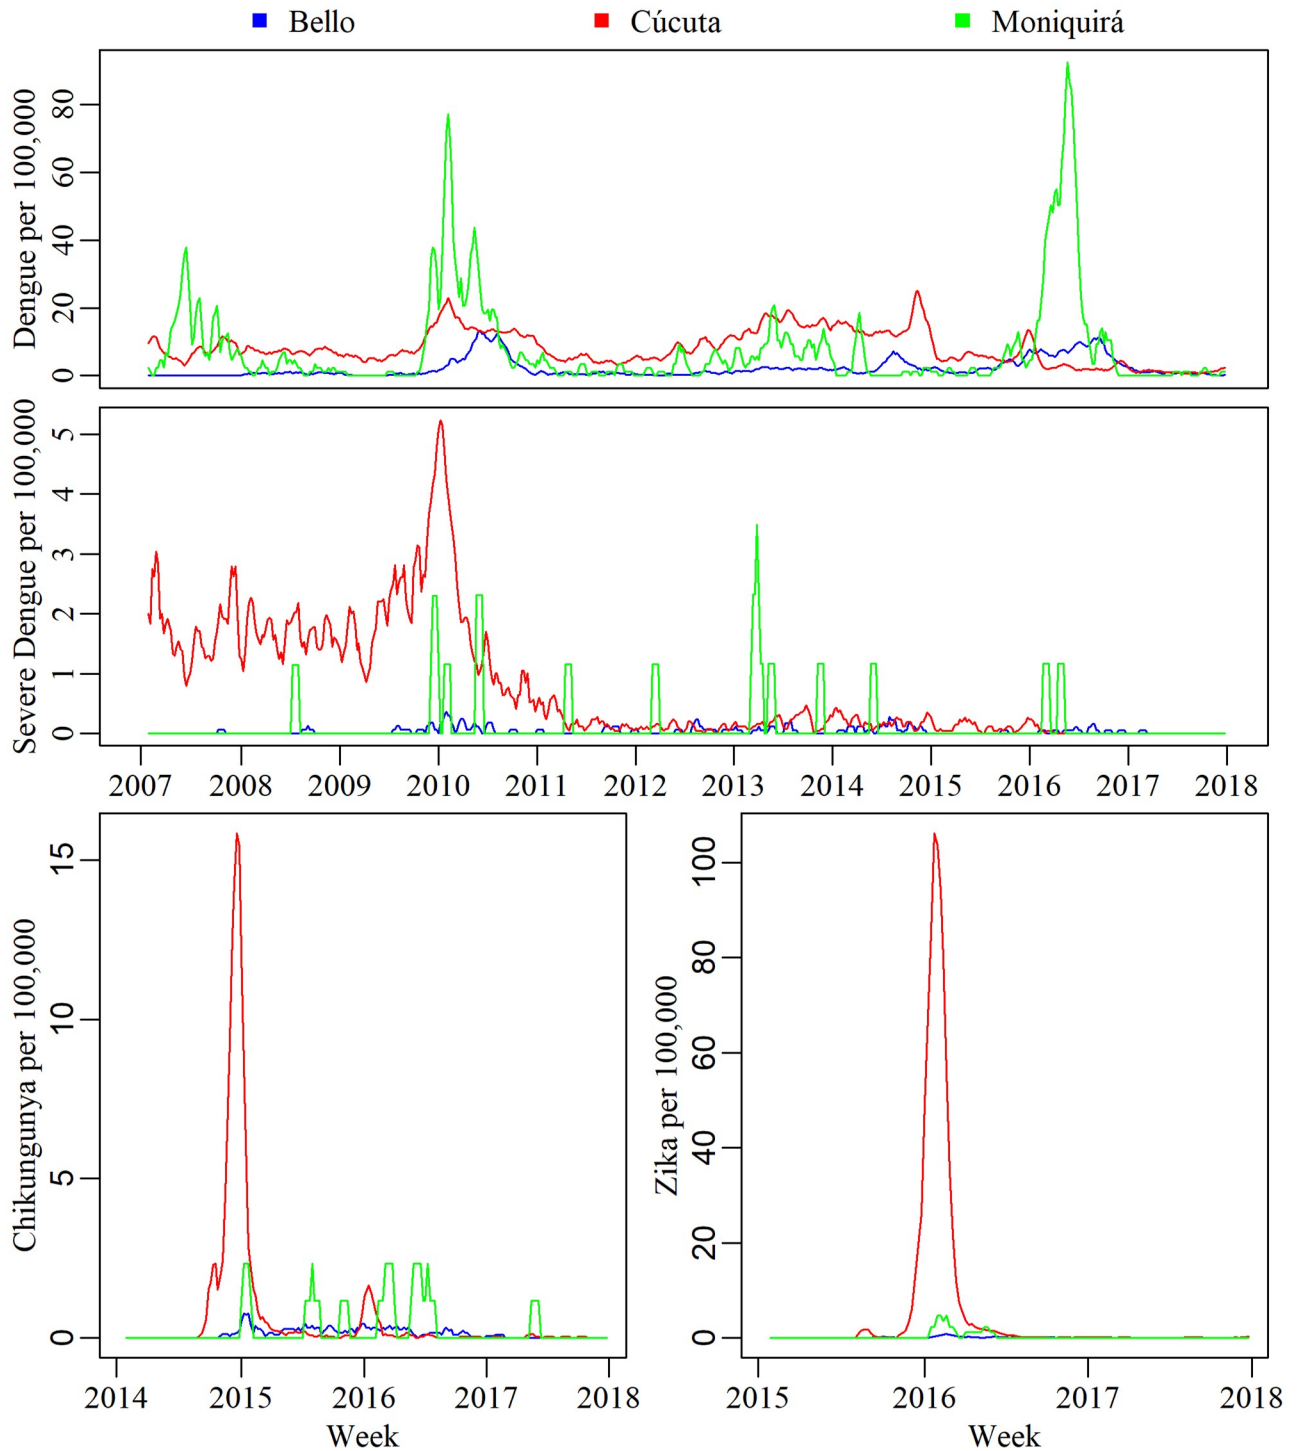 Bello Cúcuta Moniquirá
Dengue per 100,000
0 20 40 60 80
Severe Dengue per 100,000
0 1 2 3 4 5
2007 2008 2009 2010 2011 2012 2013 2014 2015 2016 2017 2018
Chikungunya per 100,000
0 5 10 15
2014 2015 2016 2017 2018
Week
Zika per 100,000
0 20 40 60 80 100
2015 2016 2017 2018
Week